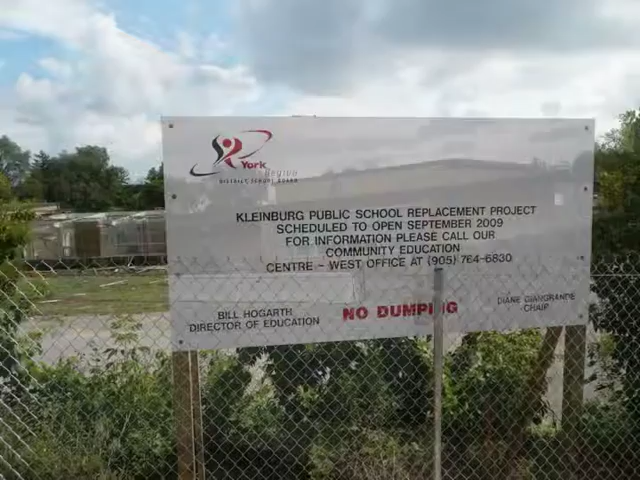 York
Region
DISTRICT SCHOOL BOARD
KLEINBURG PUBLIC SCHOOL REPLACEMENT PROJECT
SCHEDULED TO OPEN SEPTEMBER 2009
FOR INFORMATION PLEASE CALL OUR
COMMUNITY EDUCATION
CENTRE - WEST OFFICE AT (905) 764-6830
BILL HOGARTH
DIRECTOR OF EDUCATION
NO DUMPING
DIANE GIANGRANDE
CHAIR